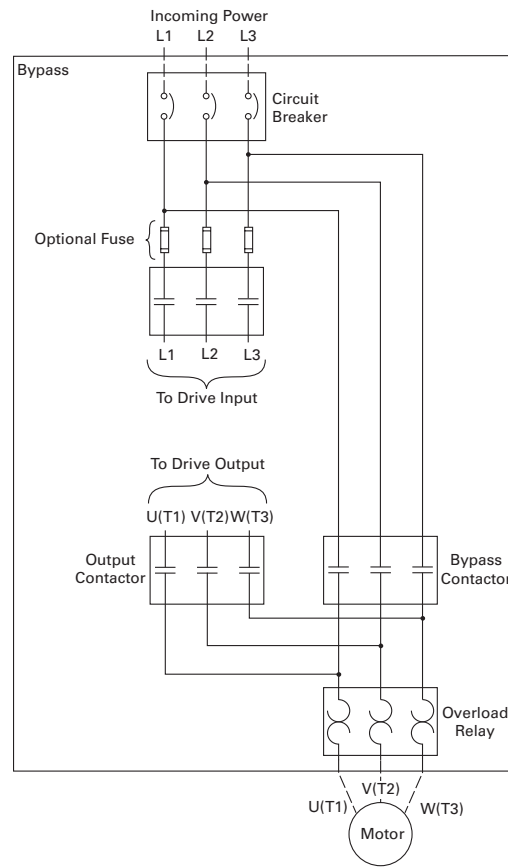 Incoming Power
L1 L2 L3
Bypass
Circuit
Breaker
Optional Fuse
L1 L2 L3
To Drive Input
To Drive Output
U(T1) V(T2) W(T3)
Output
Contactor
Bypass
Contactor
Overload
Relay
V(T2)
U(T1) W(T3)
Motor